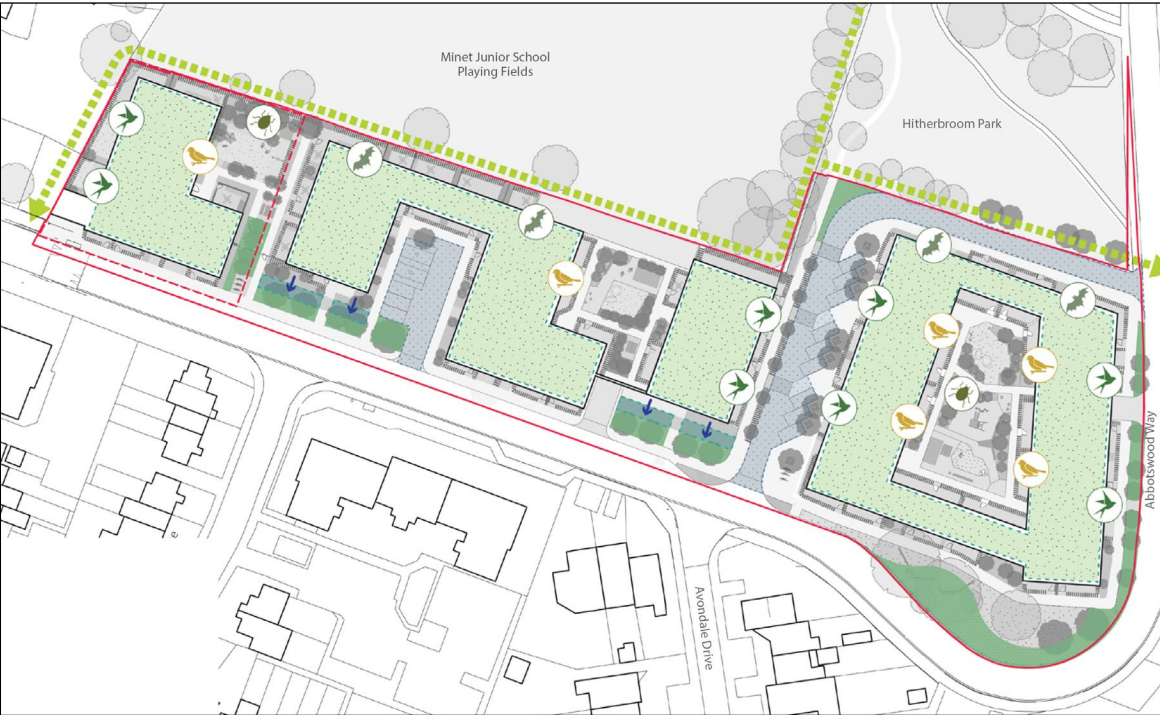 Minet Junior School
Playing Fields
Hitherbroom Park
Abbotswood Way
Avondale Drive
e